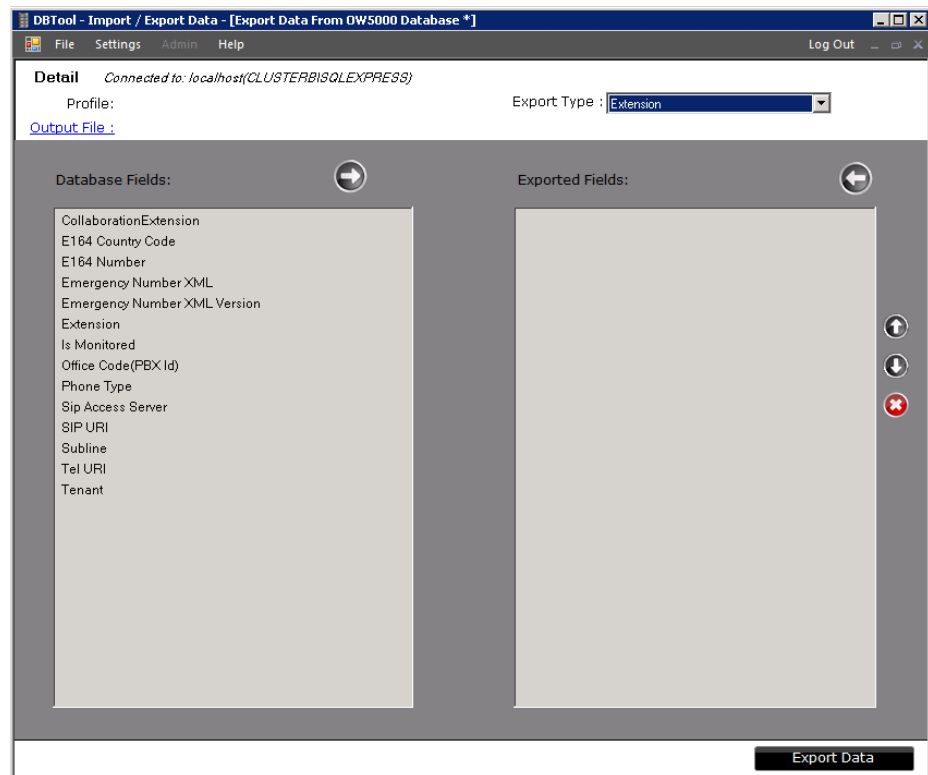 DBTool - Import / Export Data - [Export Data From OW5000 Database *]
File Settings Admin Help Log Out
Detail Connected to: localhost(CLUSTERB\SQLEXPRESS)
Profile: Export Type : Extension
Output File :
Database Fields: Exported Fields:
CollaborationExtension
E164 Country Code
E164 Number
Emergency Number XML
Emergency Number XML Version
Extension
Is Monitored
Office Code(PBX Id)
Phone Type
Sip Access Server
SIP URI
Subline
Tel URI
Tenant
Export Data